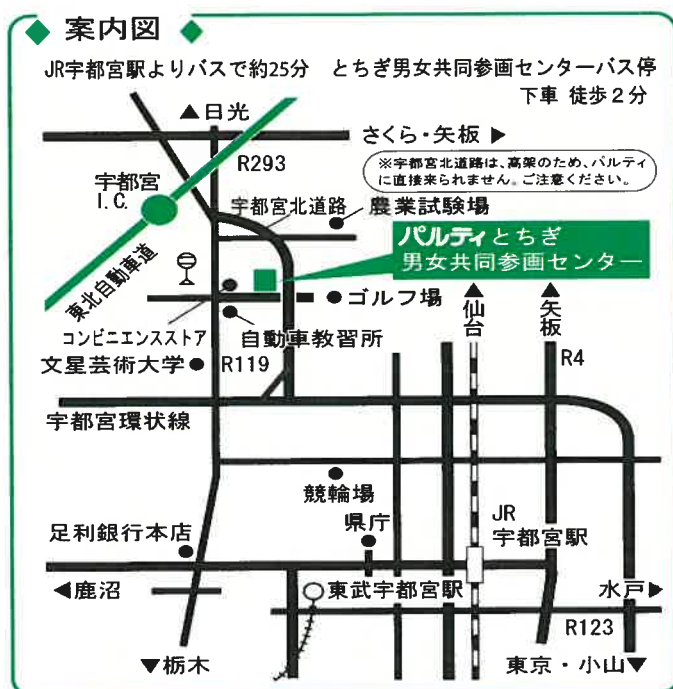 案内図
JR宇都宮駅よりバスで約25分 とちぎ男女共同参画センターバス停
下車 徒歩2分
▲日光
さくら・矢板▶
R293
※宇都宮北道路は、高架のため、パルティ
に直接来られません。ご注意ください。
宇都宮
I.C.
宇都宮北道路
農業試験場
パルティとちぎ
男女共同参画センター
東北自動車道
ゴルフ場
▲仙台
▲矢板
コンビニエンスストア
自動車教習所
文星芸術大学
R119
R4
宇都宮環状線
競輪場
県庁
JR
宇都宮駅
足利銀行本店
◀鹿沼
東武宇都宮駅
水戸▶
R123
▼栃木
東京・小山▼